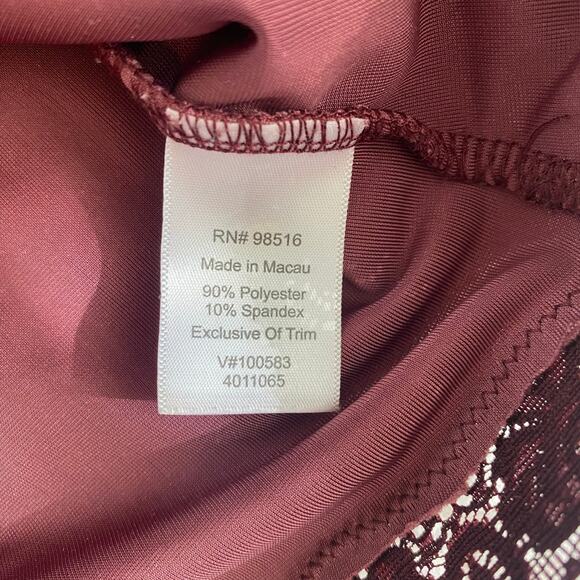 RN# 98516
Made in Macau
90% Polyester
10% Spandex
Exclusive Of Trim
V#100583
4011065